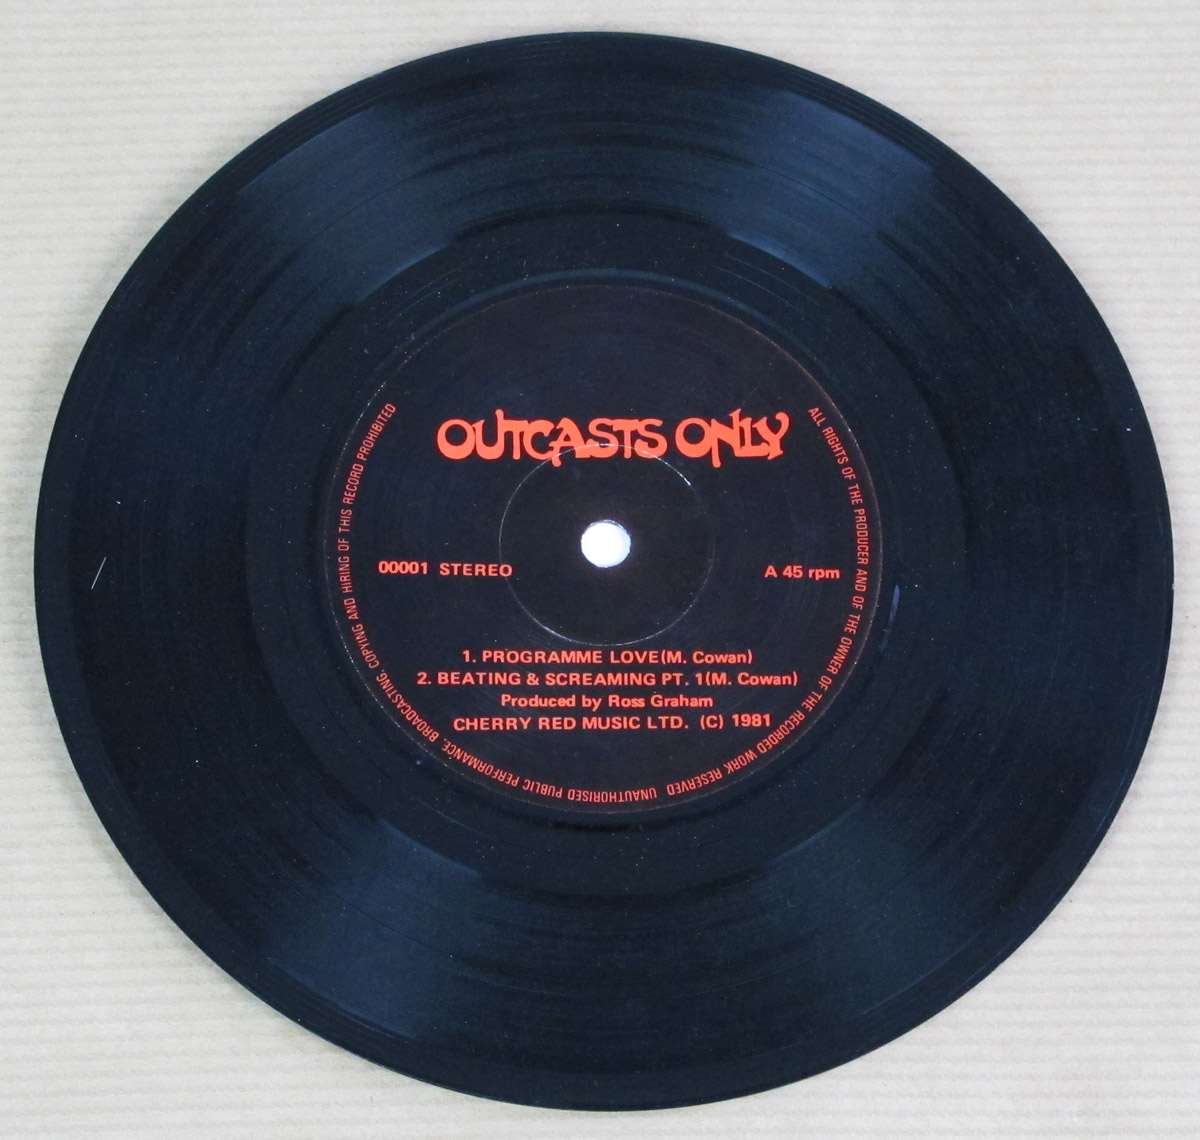 OUTCASTS ONLY
00001 STEREO
A 45 rpm
1. PROGRAMME LOVE(M. Cowan)
2. BEATING & SCREAMING PT. 1(M. Cowan)
Produced by Ross Graham
CHERRY RED MUSIC LTD. (C) 1981
ALL RIGHTS OF THE PRODUCER AND OF THE OWNER OF THE RECORDED WORK RESERVED UNAUTHORISED PUBLIC PERFORMANCE, BROADCASTING, COPYING AND HIRING OF THIS RECORD PROHIBITED